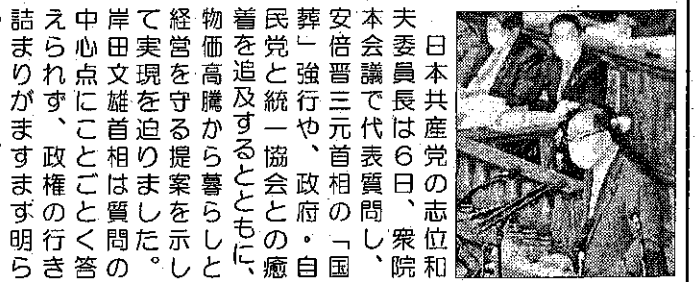 日本共産党の志位和
夫委員長は6日、衆院
本会議で代表質問し、
安倍晋三元首相の「国
葬」強行や、政府・自
民党と統一協会との癒
着を追及するとともに、
物価高騰から暮らしと
経営を守る提案を示し
て実現を迫りました。
岸田文雄首相は質問の
中心点にことごとく答
えられず、政権の行き
詰まりがますます明ら